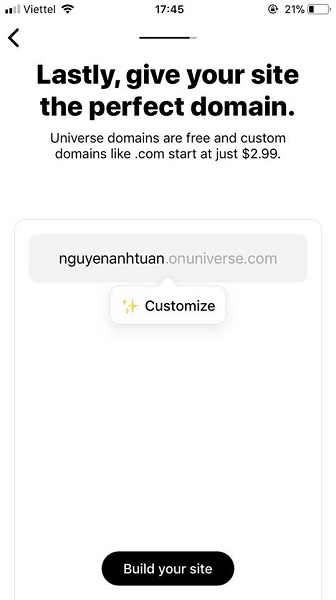 Viettel 17:45 21%
Lastly, give your site
the perfect domain.
Universe domains are free and custom
domains like .com start at just $2.99.
nguyenanhtuan.onuniverse.com
Customize
Build your site